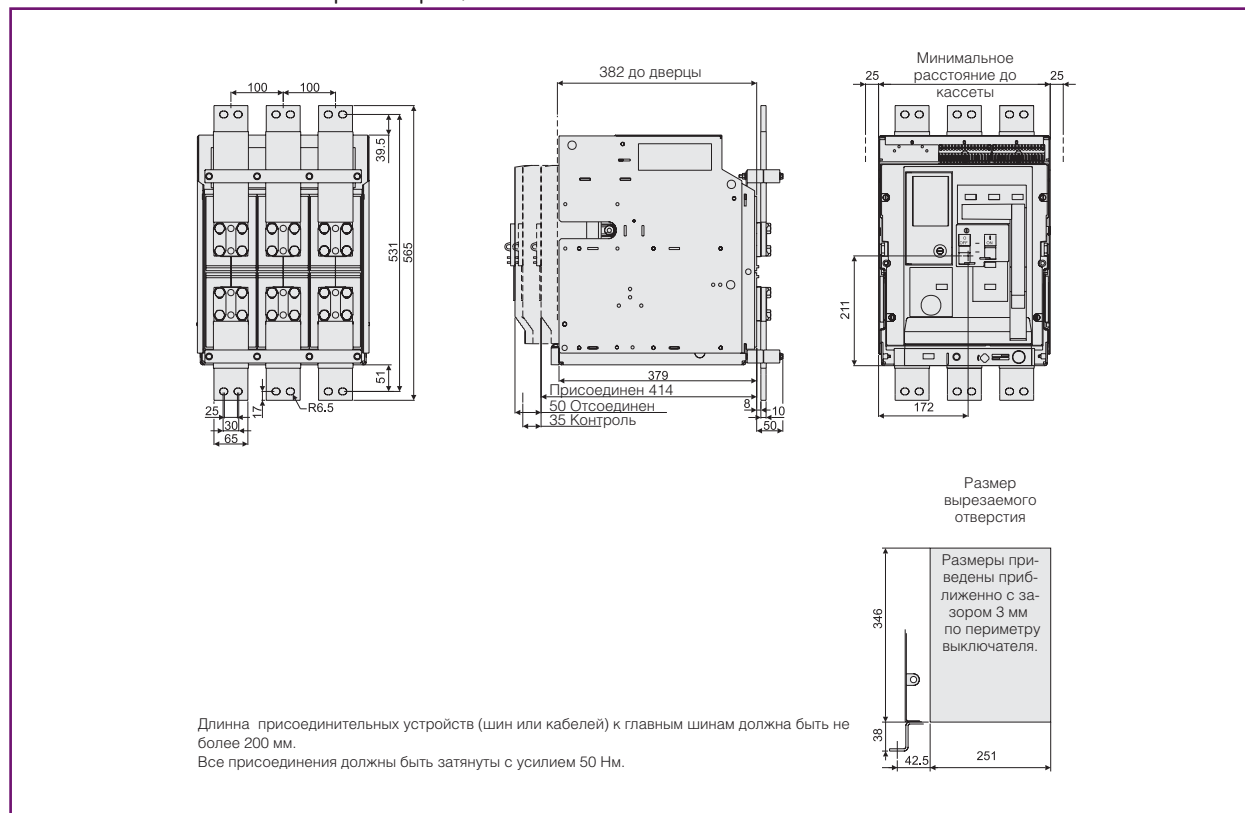 100
100
39.5
531
565
51
25
17
R6.5
30
65
382 до дверцы
379
Присоединен 414
50 Отсоединен
35 Контроль
8
10
50
Минимальное
расстояние до
кассеты
25
25
OFF
ON
211
172
Размер
вырезаемого
отверстия
Размеры при-
ведены приб-
лиженно с за-
зором 3 мм
по периметру
выключателя.
346
38
42.5
251
Длинна присоединительных устройств (шин или кабелей) к главным шинам должна быть не
более 200 мм.
Все присоединения должны быть затянуты с усилием 50 Нм.